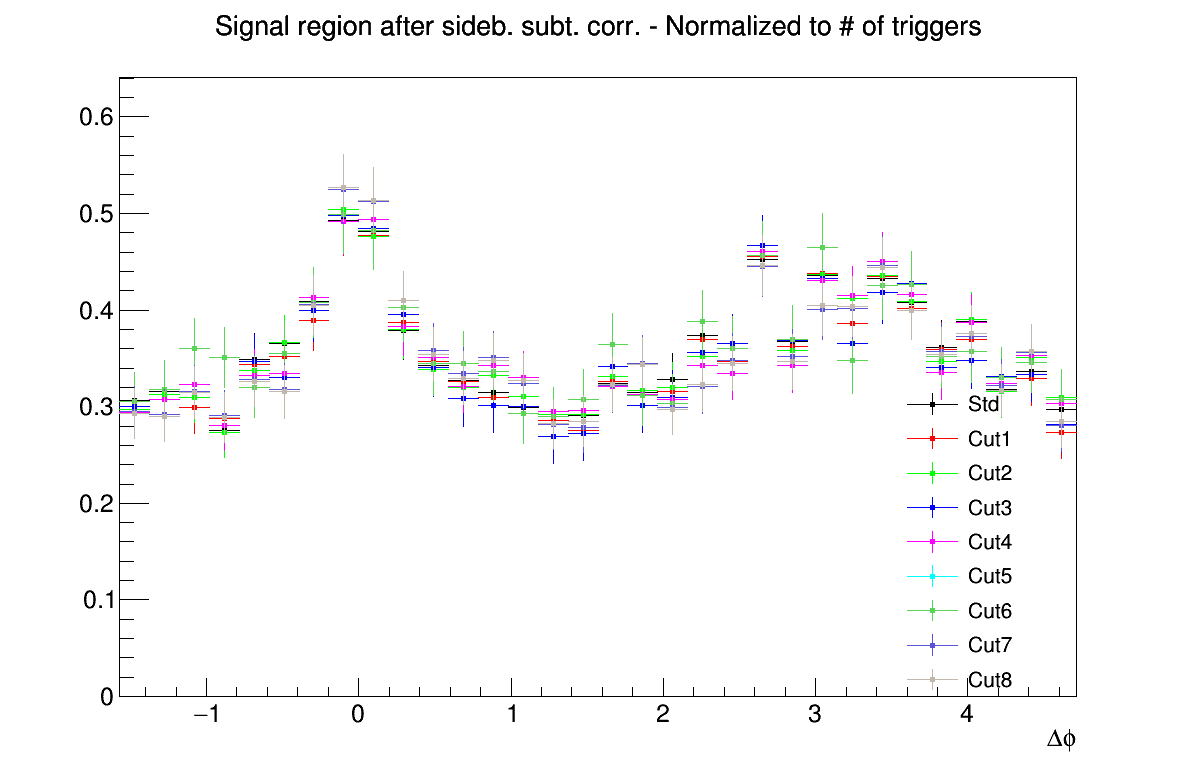 Signal region after sideb. subt. corr. - Normalized to # of triggers
0.6
0.5
0.4
0.3
0.2
0.1
0
Std
Cut1
Cut2
Cut3
Cut4
Cut5
Cut6
Cut7
Cut8
−1 0 1 2 3 4
Δϕ